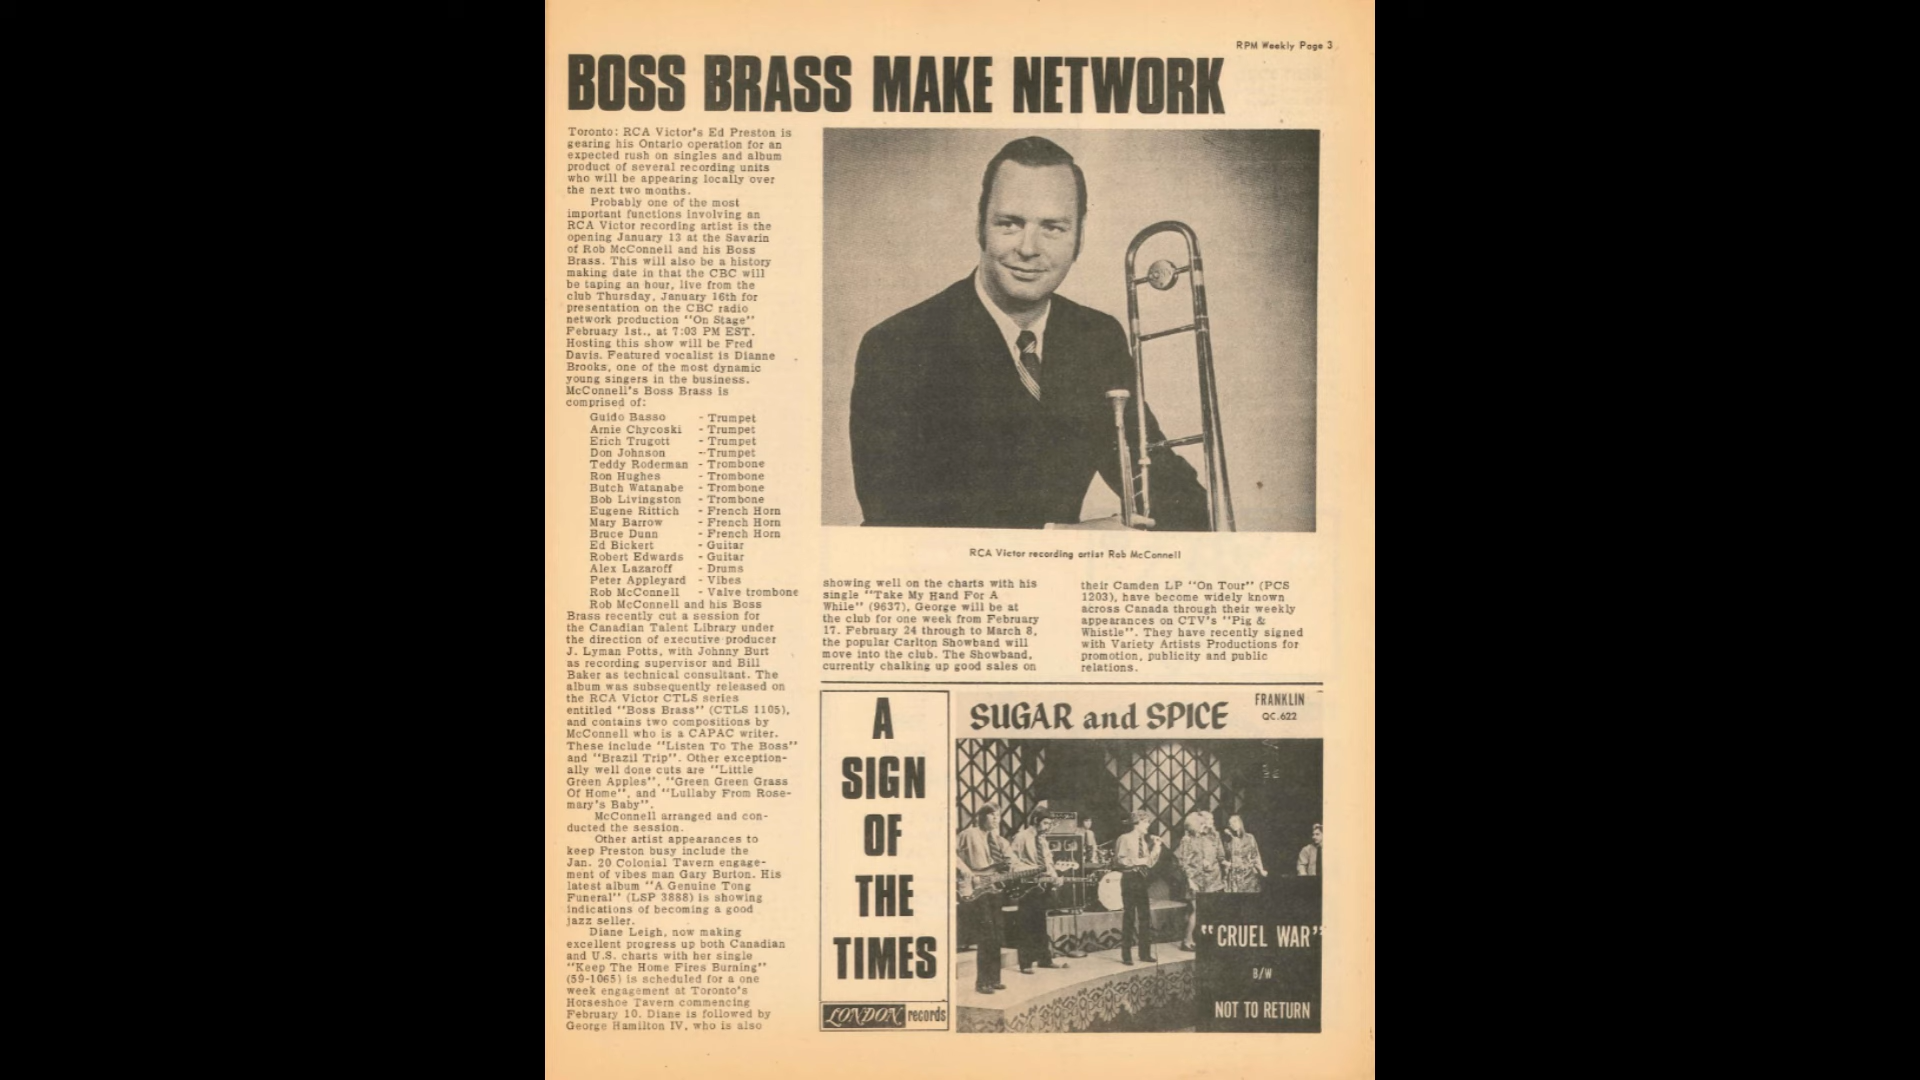 RPM Weekly Page 3
BOSS BRASS MAKE NETWORK
Toronto: RCA Victor's Ed Preston is
gearing his Ontario operation for an
expected rush on singles and album
product of several recording units
who will be appearing locally over
the next two months.
Probably one of the most
important functions involving an
RCA Victor recording artist is the
opening January 13 at the Savarin
of Rob McConnell and his Boss
Brass. This will also be a history
making date in that the CBC will
be taping an hour, live from the
club Thursday, January 16th for
presentation on the CBC radio
network production "On Stage"
February 1st., at 7:03 PM EST.
Hosting this show will be Fred
Davis. Featured vocalist is Dianne
Brooks, one of the most dynamic
young singers in the business.
McConnell's Boss Brass is
comprised of:
Guido Basso - Trumpet
Arnie Chycoski - Trumpet
Erich Trugott - Trumpet
Don Johnson - Trumpet
Teddy Roderman - Trombone
Ron Hughes - Trombone
Butch Watanabe - Trombone
Bob Livingston - Trombone
Eugene Rittich - French Horn
Mary Barrow - French Horn
Bruce Dunn - French Horn
Ed Bickert - Guitar
Robert Edwards - Guitar
Alex Lazaroff - Drums
Peter Appleyard - Vibes
Rob McConnell - Valve trombone
Rob McConnell and his Boss
Brass recently cut a session for
the Canadian Talent Library under
the direction of executive producer
J. Lyman Potts, with Johnny Burt
as recording supervisor and Bill
Baker as technical consultant. The
album was subsequently released on
the RCA Victor CTLS series
entitled "Boss Brass" (CTLS 1105),
and contains two compositions by
McConnell who is a CAPAC writer.
These include "Listen To The Boss"
and "Brazil Trip". Other exception-
ally well done cuts are "Little
Green Apples", "Green Green Grass
Of Home", and "Lullaby From Rose-
mary's Baby".
McConnell arranged and con-
ducted the session.
Other artist appearances to
keep Preston busy include the
Jan. 20 Colonial Tavern engage-
ment of vibes man Gary Burton. His
latest album "A Genuine Tong
Funeral" (LSP 3888) is showing
indications of becoming a good
jazz seller.
Diane Leigh, now making
excellent progress up both Canadian
and U.S. charts with her single
"Keep The Home Fires Burning"
(59-1065) is scheduled for a one
week engagement at Toronto's
Horseshoe Tavern commencing
February 10. Diane is followed by
George Hamilton IV, who is also
RCA Victor recording artist Rob McConnell
showing well on the charts with his
single "Take My Hand For A
While" (9637), George will be at
the club for one week from February
17. February 24 through to March 8,
the popular Carlton Showband will
move into the club. The Showband,
currently chalking up good sales on
their Camden LP "On Tour" (PCS
1203), have become widely known
across Canada through their weekly
appearances on CTV's "Pig &
Whistle". They have recently signed
with Variety Artists Productions for
promotion, publicity and public
relations.
A
SIGN
OF
THE
TIMES
LONDON records
SUGAR and SPICE
FRANKLIN
QC.622
"CRUEL WAR"
B/W
NOT TO RETURN